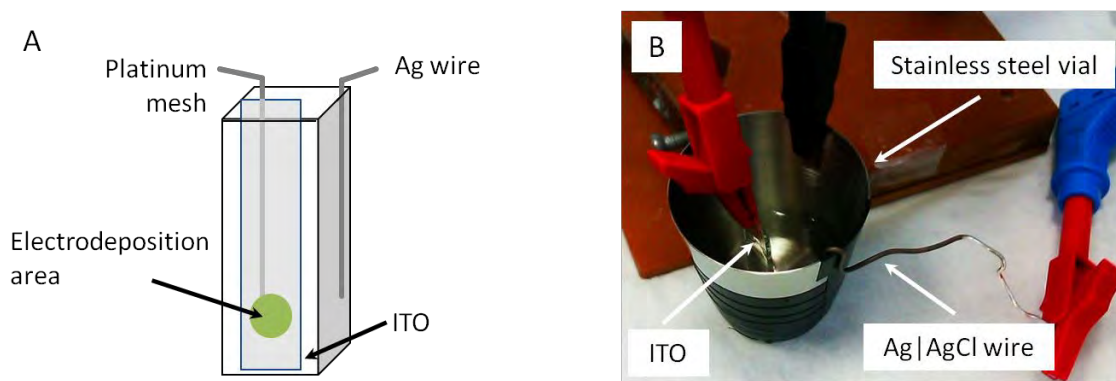 A
Platinum
mesh
Ag wire
Electrodeposition
area
ITO
B
Stainless steel vial
ITO
Ag|AgCl wire